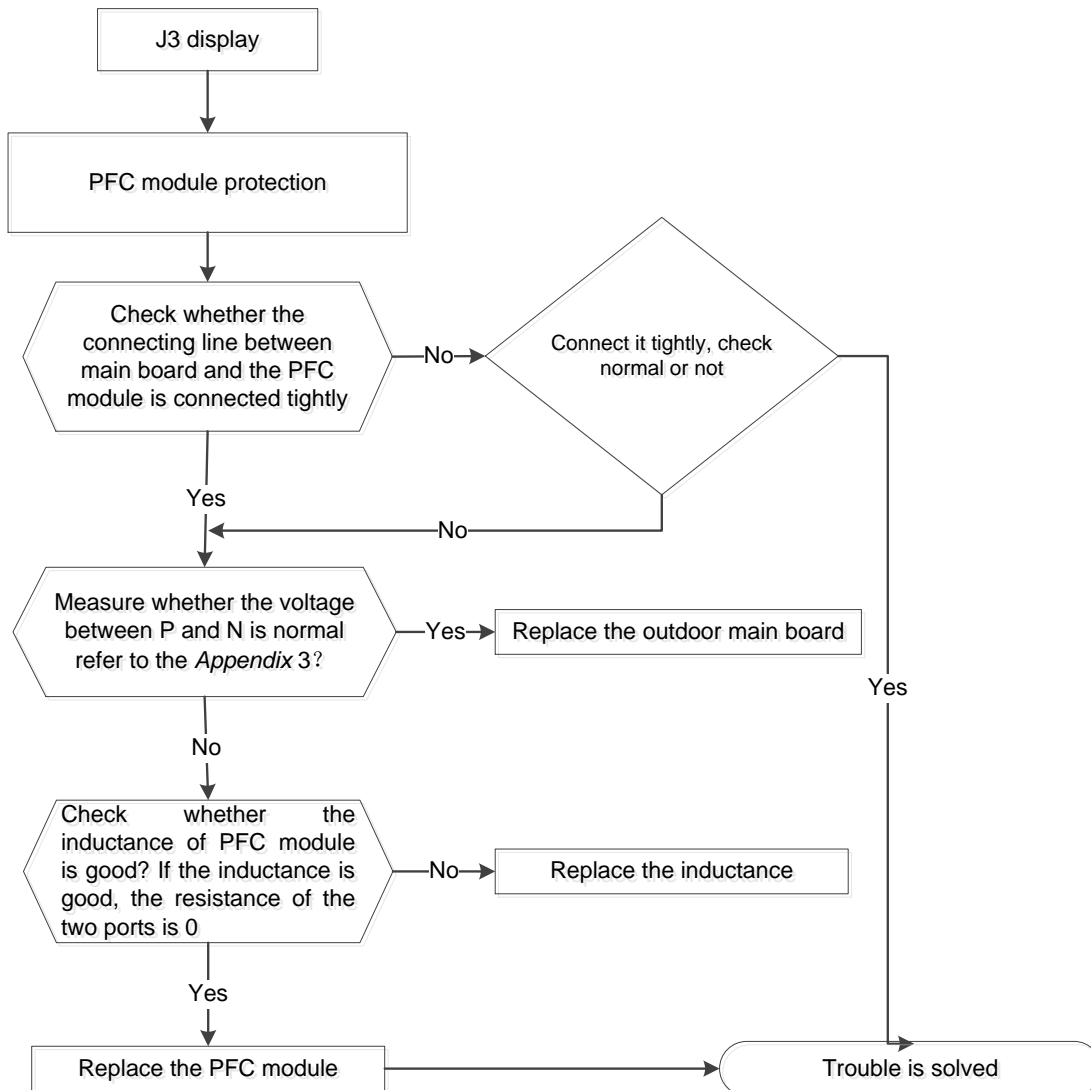 J3 display
PFC module protection
Check whether the
connecting line between
main board and the PFC
module is connected tightly
No
Connect it tightly, check
normal or not
Yes
No
Measure whether the voltage
between P and N is normal
refer to the Appendix 3？
Yes
Replace the outdoor main board
Yes
No
Check whether the
inductance of PFC module
is good? If the inductance is
good, the resistance of the
two ports is 0
No
Replace the inductance
Yes
Replace the PFC module
Trouble is solved